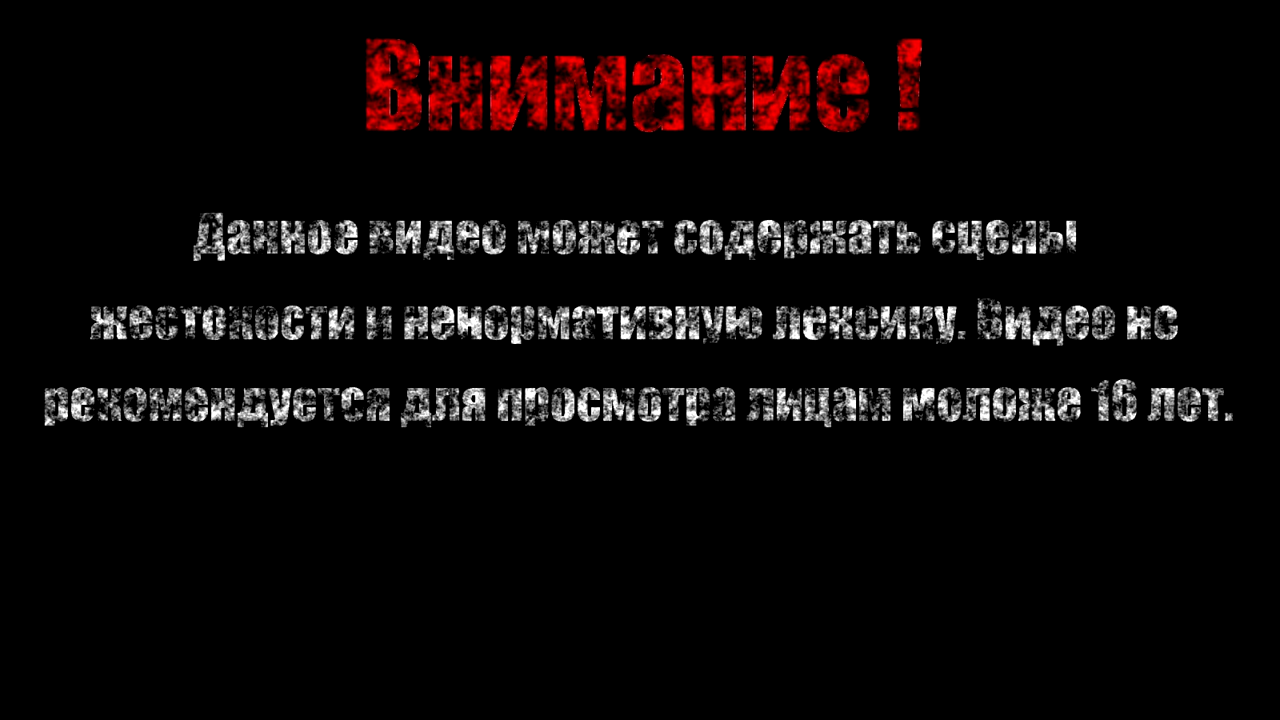 Внимание !
Данное видео может содержать сцены
жестокости и ненормативную лексику. Видео не
рекомендуется для просмотра лицам моложе 16 лет.